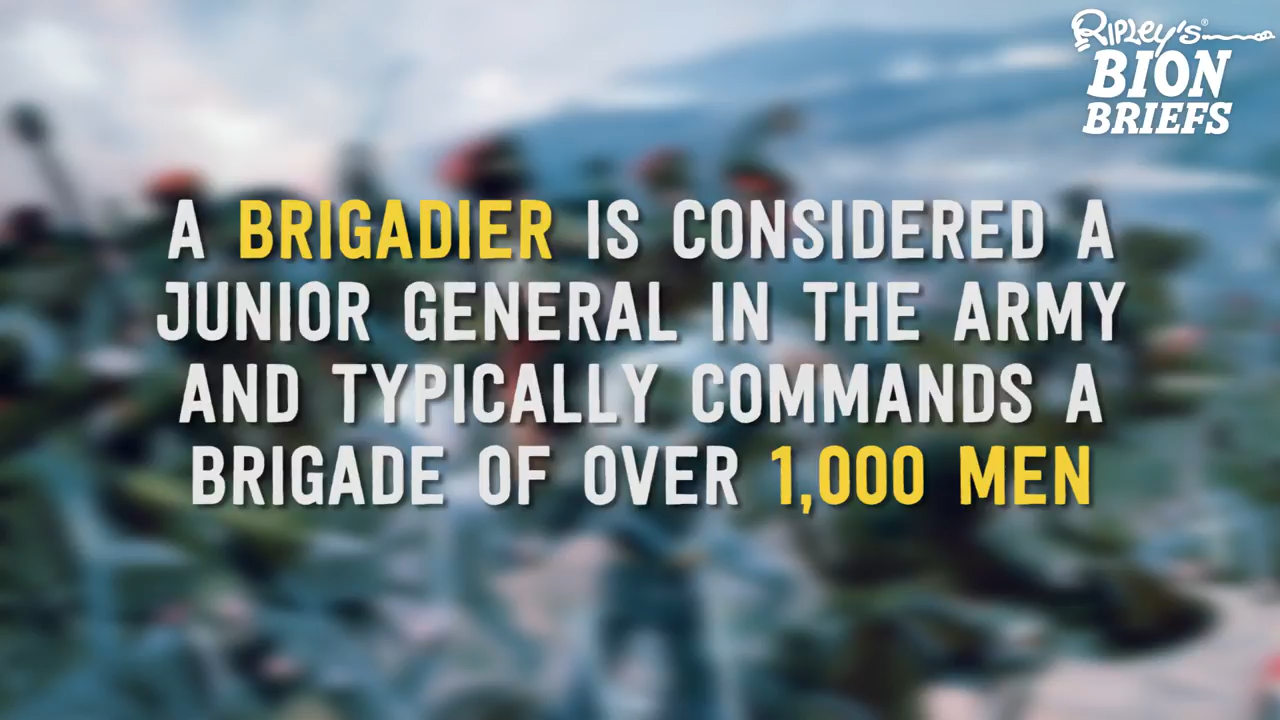 RIPLEY'S®
BION
BRIEFS
A BRIGADIER IS CONSIDERED A
JUNIOR GENERAL IN THE ARMY
AND TYPICALLY COMMANDS A
BRIGADE OF OVER 1,000 MEN